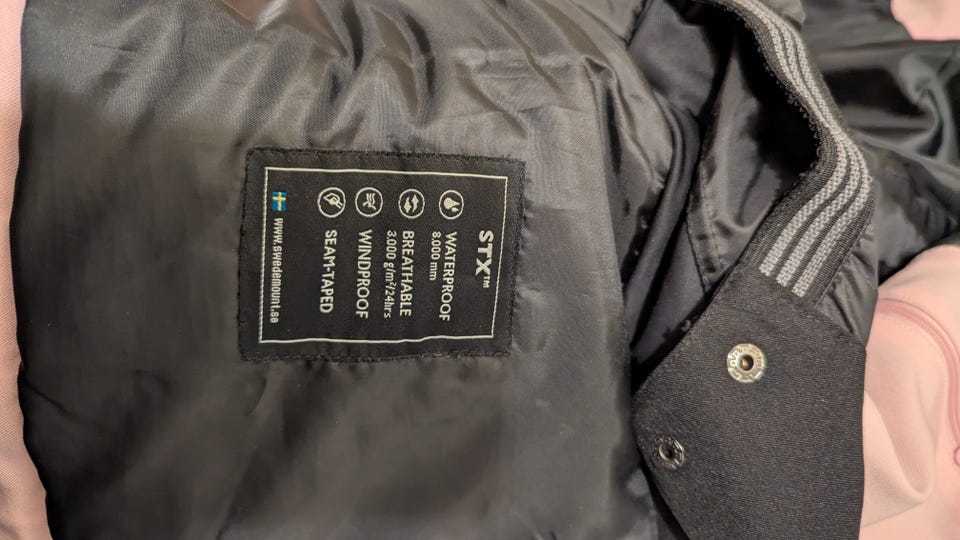 STX™
WATERPROOF
8.000 mm
BREATHABLE
3.000 g/m²/24hrs
WINDPROOF
SEAM-TAPED
www.swedemount.se